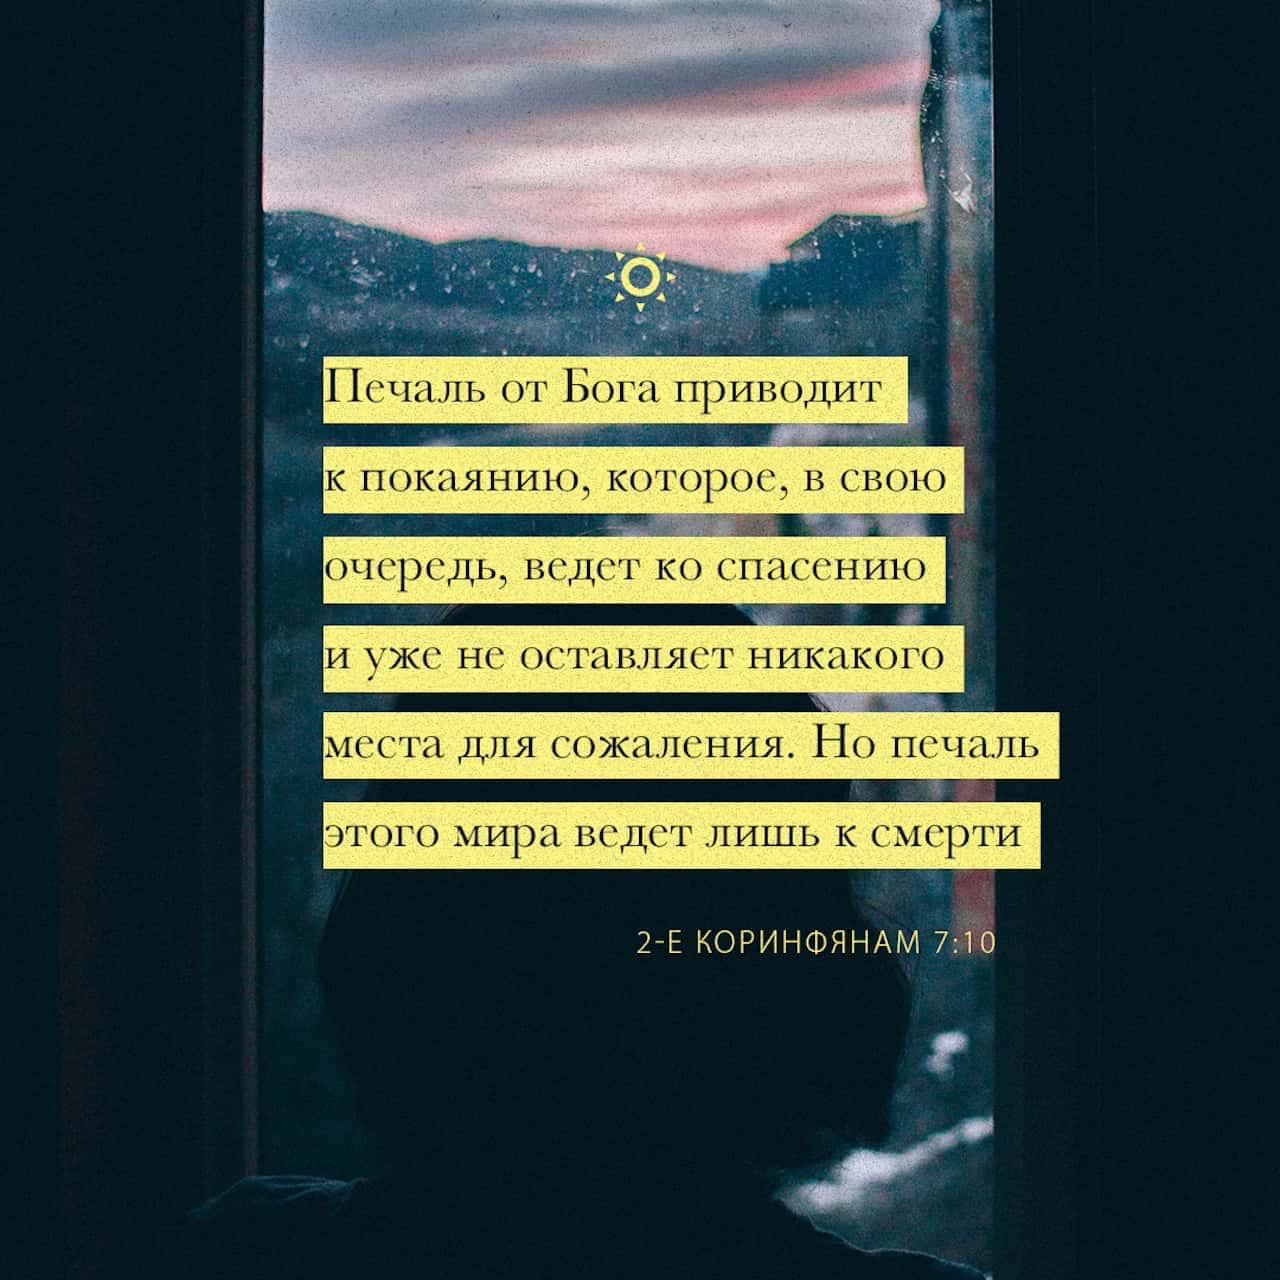 Печаль от Бога приводит
к покаянию, которое, в свою
очередь, ведет ко спасению
и уже не оставляет никакого
места для сожаления. Но печаль
этого мира ведет лишь к смерти
2-Е КОРИНФЯНАМ 7:10